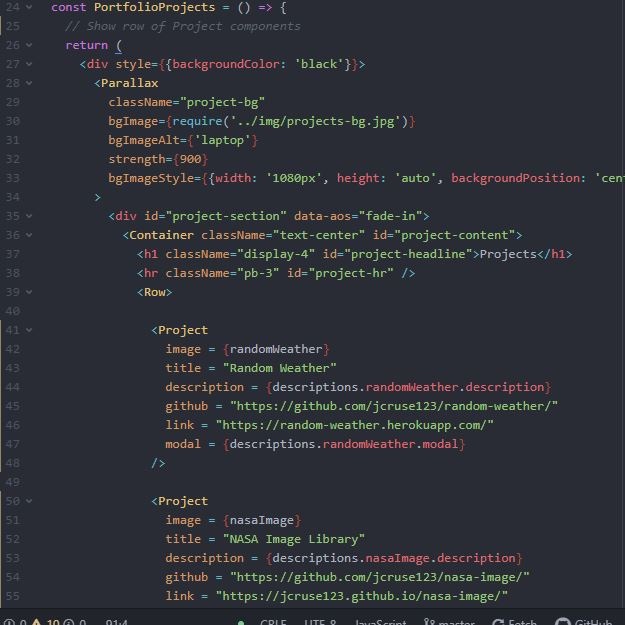 24 const PortfolioProjects = () => {
25 // Show row of Project components
26 return (
27 <div style={{backgroundColor: 'black'}}>
28 <Parallax
29 className="project-bg"
30 bgImage={require('../img/projects-bg.jpg')}
31 bgImageAlt={'laptop'}
32 strength={900}
33 bgImageStyle={{width: '1080px', height: 'auto', backgroundPosition: 'cent
34 >
35 <div id="project-section" data-aos="fade-in">
36 <Container className="text-center" id="project-content">
37 <h1 className="display-4" id="project-headline">Projects</h1>
38 <hr className="pb-3" id="project-hr" />
39 <Row>
40
41 <Project
42 image = {randomWeather}
43 title = "Random Weather"
44 description = {descriptions.randomWeather.description}
45 github = "https://github.com/jcruse123/random-weather/"
46 link = "https://random-weather.herokuapp.com/"
47 modal = {descriptions.randomWeather.modal}
48 />
49
50 <Project
51 image = {nasaImage}
52 title = "NASA Image Library"
53 description = {descriptions.nasaImage.description}
54 github = "https://github.com/jcruse123/nasa-image/"
55 link = "https://jcruse123.github.io/nasa-image/"
0 10 0 91:4 CRLF UTF-8 JavaScript master Fetch GitHub